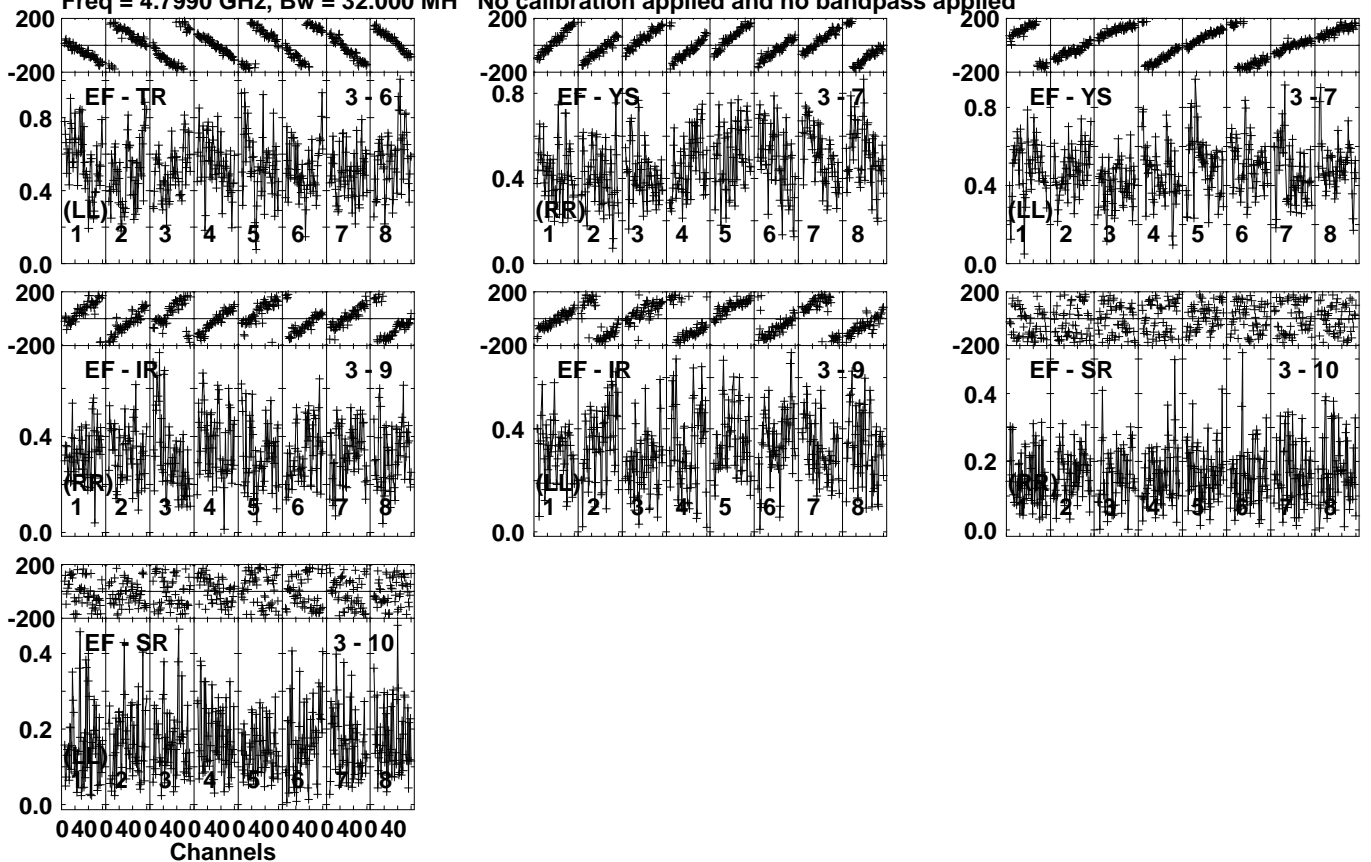 Freq = 4.7990 GHz, Bw = 32.000 MH No calibration applied and no bandpass applied
200
-200
EF - TR 3 - 6
0.8
0.4
(LL)
1 2 3 4 5 6 7 8
0.0
200
-200
EF - YS 3 - 7
0.8
0.4
(RR)
1 2 3 4 5 6 7 8
0.0
200
-200
EF - YS 3 - 7
0.8
0.4
(LL)
1 2 3 4 5 6 7 8
0.0
200
-200
EF - IR 3 - 9
0.4
(RR)
1 2 3 4 5 6 7 8
0.0
200
-200
EF - IR 3 - 9
0.4
(LL)
1 2 3 4 5 6 7 8
0.0
200
-200
EF - SR 3 - 10
0.4
0.2
(RR)
1 2 3 4 5 6 7 8
0.0
200
-200
EF - SR 3 - 10
0.4
0.2
(LL)
1 2 3 4 5 6 7 8
0.0
0 40 0 40 0 40 0 40 0 40 0 40 0 40 0 40
Channels